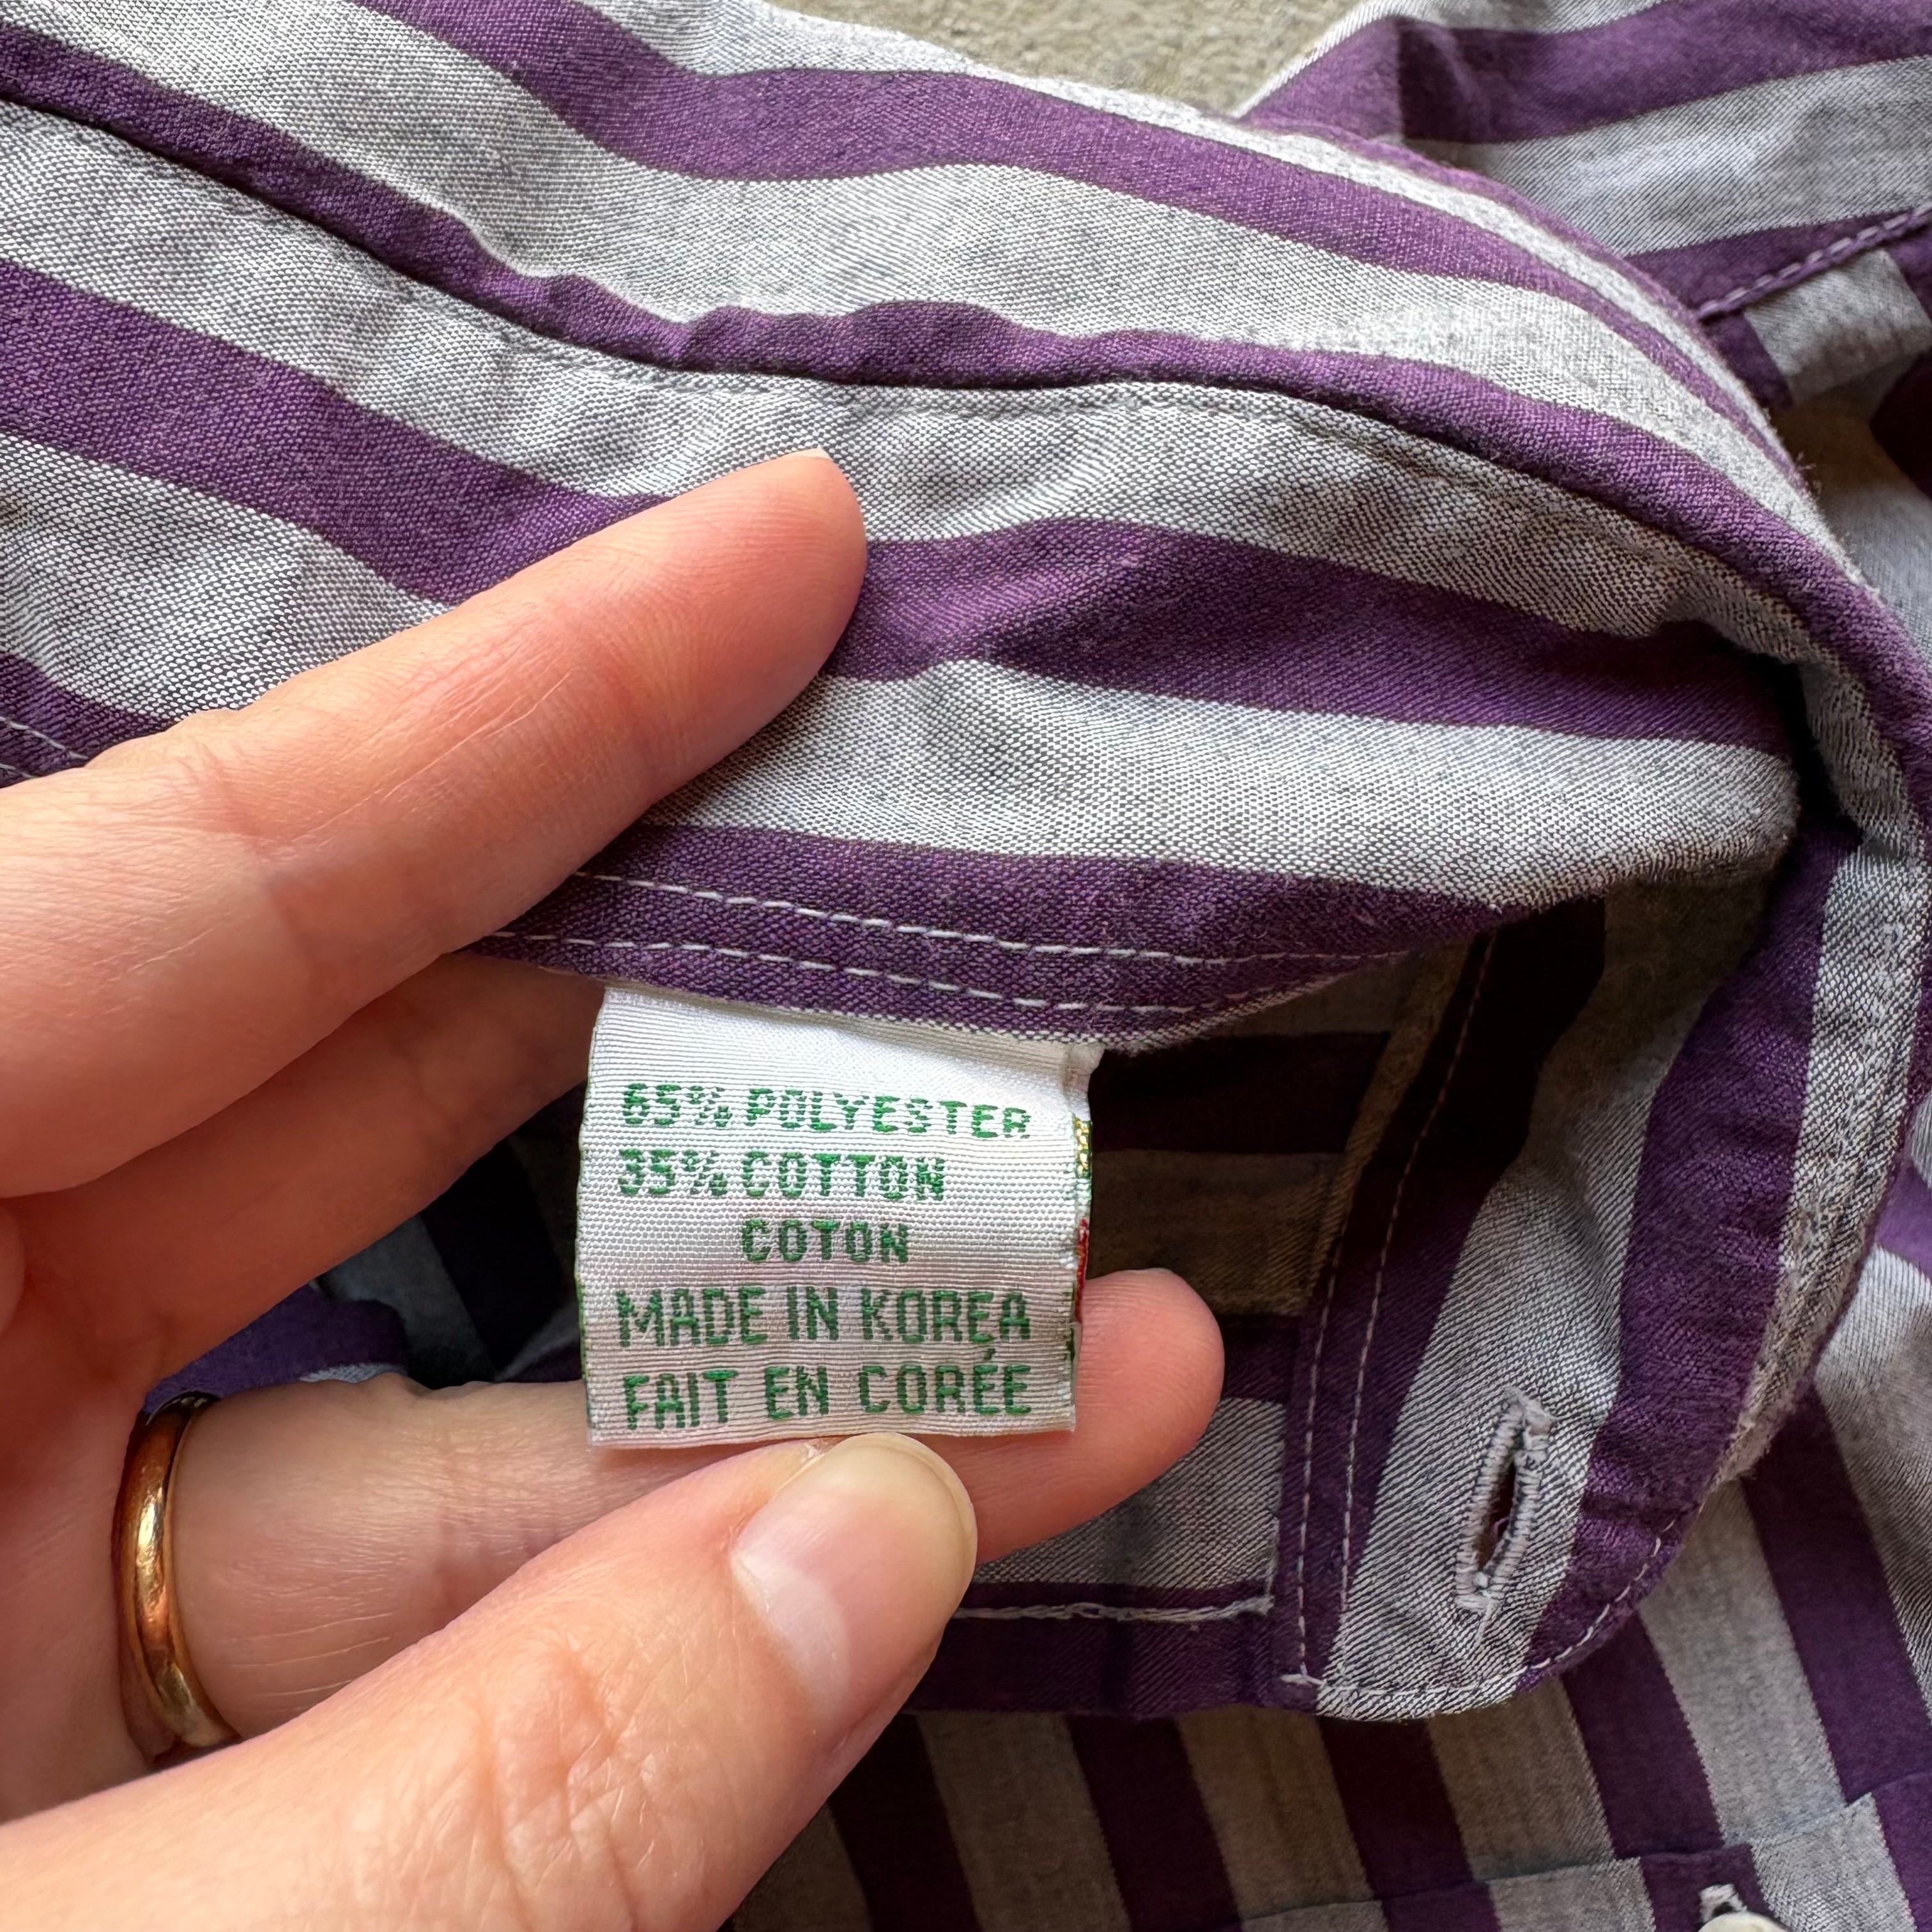 65% POLYESTER
35% COTTON
COTON
MADE IN KOREA
FAIT EN CORÉE